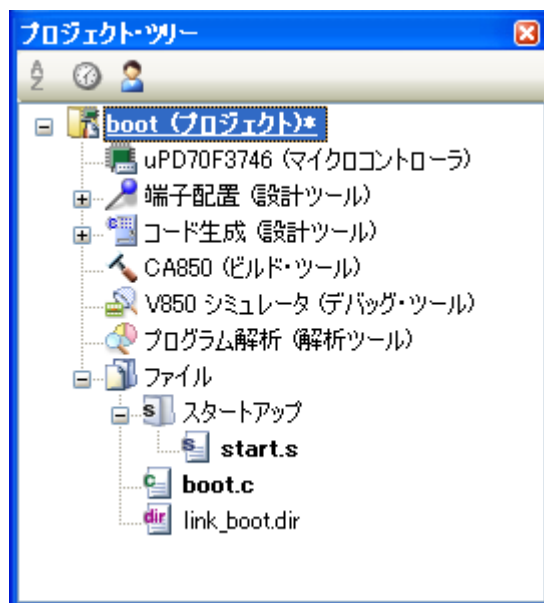 プロジェクト・ツリー
boot (プロジェクト)*
uPD70F3746 (マイクロコントローラ)
端子配置 (設計ツール)
コード生成 (設計ツール)
CA850 (ビルド・ツール)
V850 シミュレータ (デバッグ・ツール)
プログラム解析 (解析ツール)
ファイル
スタートアップ
start.s
boot.c
link_boot.dir